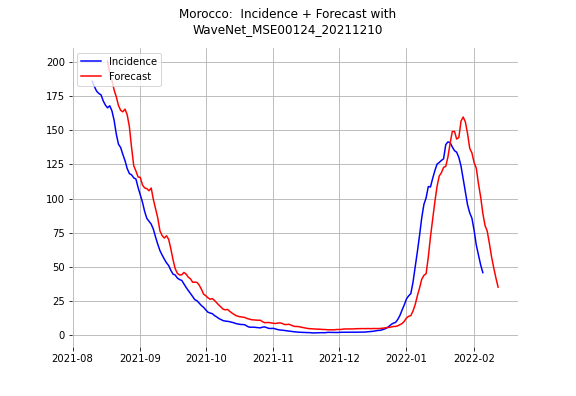 Morocco:  Incidence + Forecast with
WaveNet_MSE00124_20211210
Incidence
Forecast
200
175
150
125
100
75
50
25
0
2021-08 2021-09 2021-10 2021-11 2021-12 2022-01 2022-02